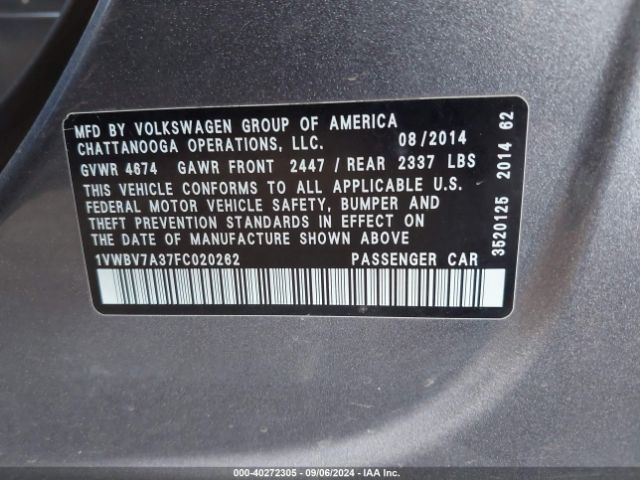 MFD BY VOLKSWAGEN GROUP OF AMERICA
CHATTANOOGA OPERATIONS, LLC. 08/2014
GVWR 4674 GAWR FRONT 2447 / REAR 2337 LBS
THIS VEHICLE CONFORMS TO ALL APPLICABLE U.S.
FEDERAL MOTOR VEHICLE SAFETY, BUMPER AND
THEFT PREVENTION STANDARDS IN EFFECT ON
THE DATE OF MANUFACTURE SHOWN ABOVE
1VWBV7A37FC020262 PASSENGER CAR
3520125 2014 62
000-40272305 - 09/06/2024 - IAA Inc.